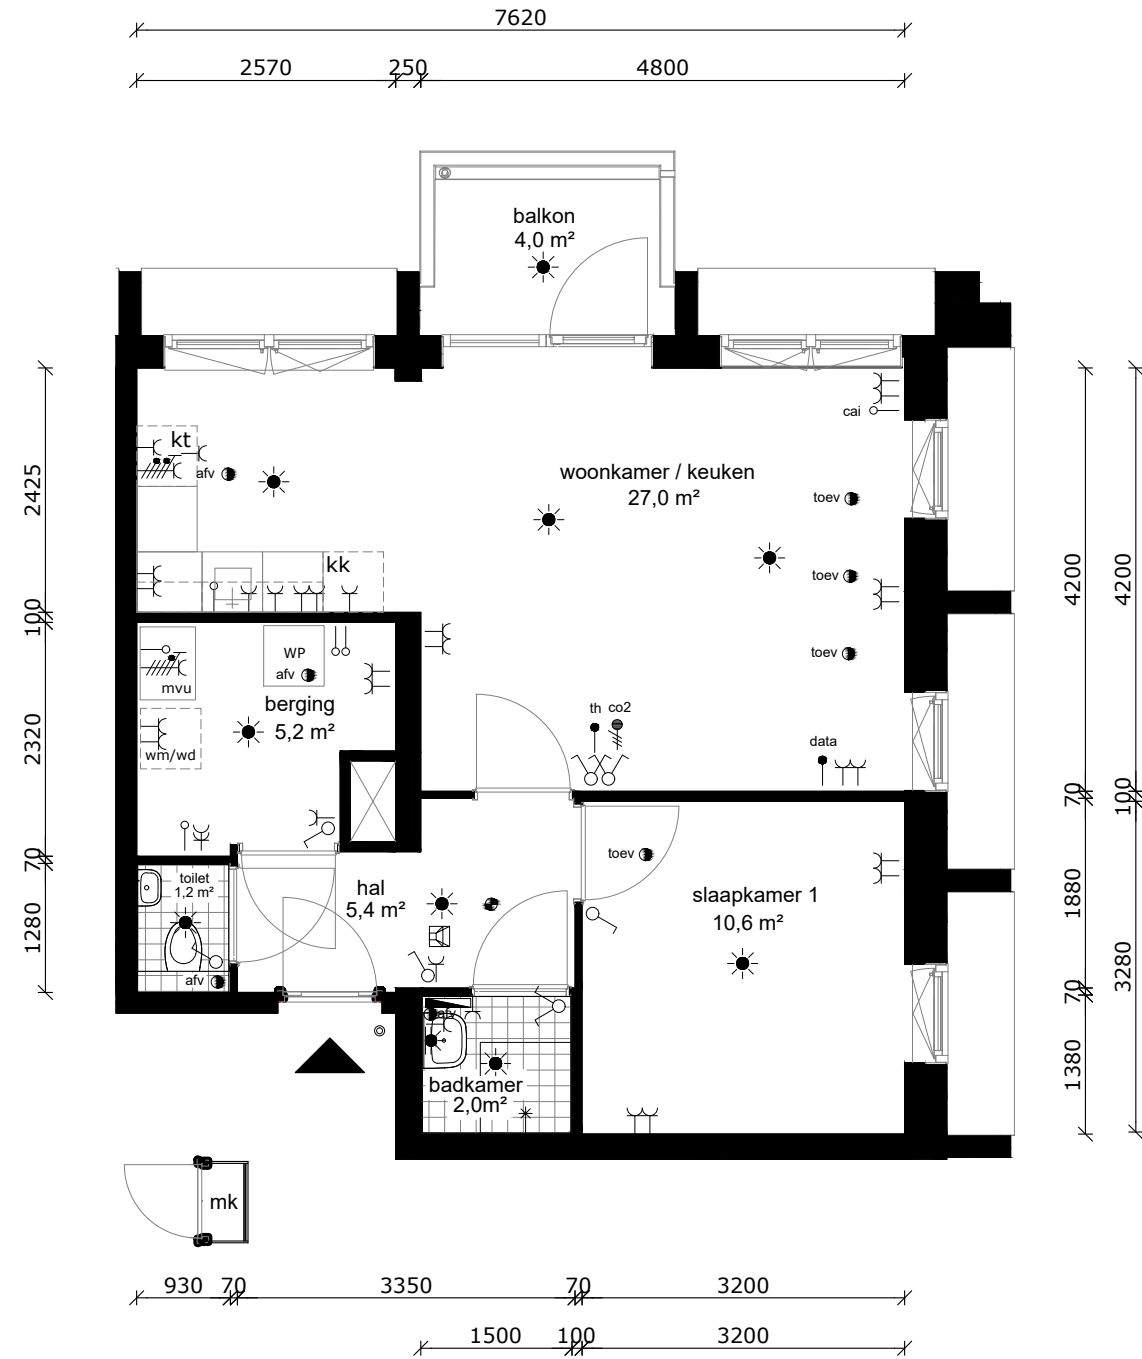 7620
2570
250
4800
balkon
4,0 m²
cai
kt
afv
woonkamer / keuken
27,0 m²
toev
2425
kk
toev
4200
4200
100
toev
WP
afv
mvu
berging
5,2 m²
th
co2
2320
wm/wd
data
70
100
toev
70
toilet
1,2 m²
hal
5,4 m²
slaapkamer 1
10,6 m²
1880
1280
3280
afv
70
afv
1380
badkamer
2,0m²
mk
930
70
3350
70
3200
1500
100
3200